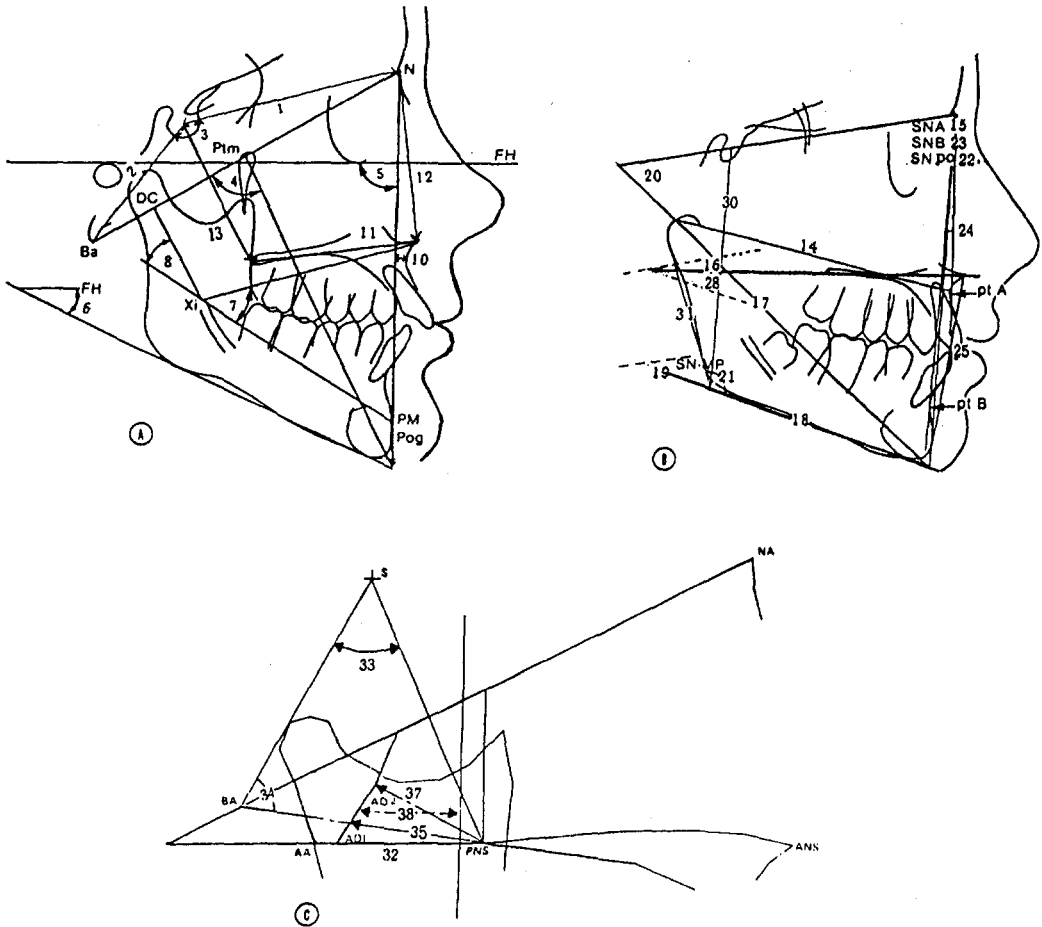 N
1
3
Ptm
FH
2
4
5
12
DC
13
11
Ba
8
10
FH
6
Xi
7
PM
Pog
A
SNA 15
SNB 23
SN po 22.
20
30
24
14
16
28
pt A
17
31
25
SN-MP
19
21
pt B
18
B
NA
S
33
BA
34
37
AD2
38
35
AD1
AA
32
PNS
ANS
C